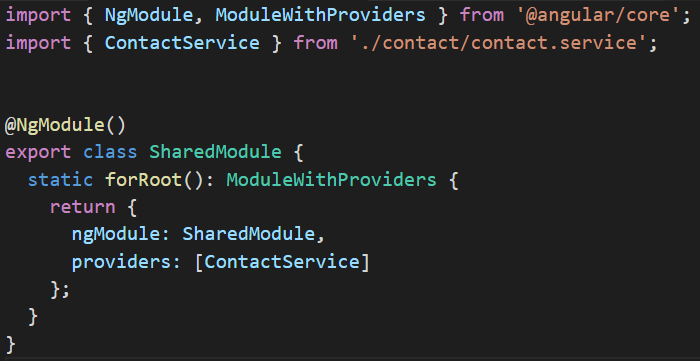 import { NgModule, ModuleWithProviders } from '@angular/core';
import { ContactService } from './contact/contact.service';
@NgModule()
export class SharedModule {
  static forRoot(): ModuleWithProviders {
    return {
      ngModule: SharedModule,
      providers: [ContactService]
    };
  }
}